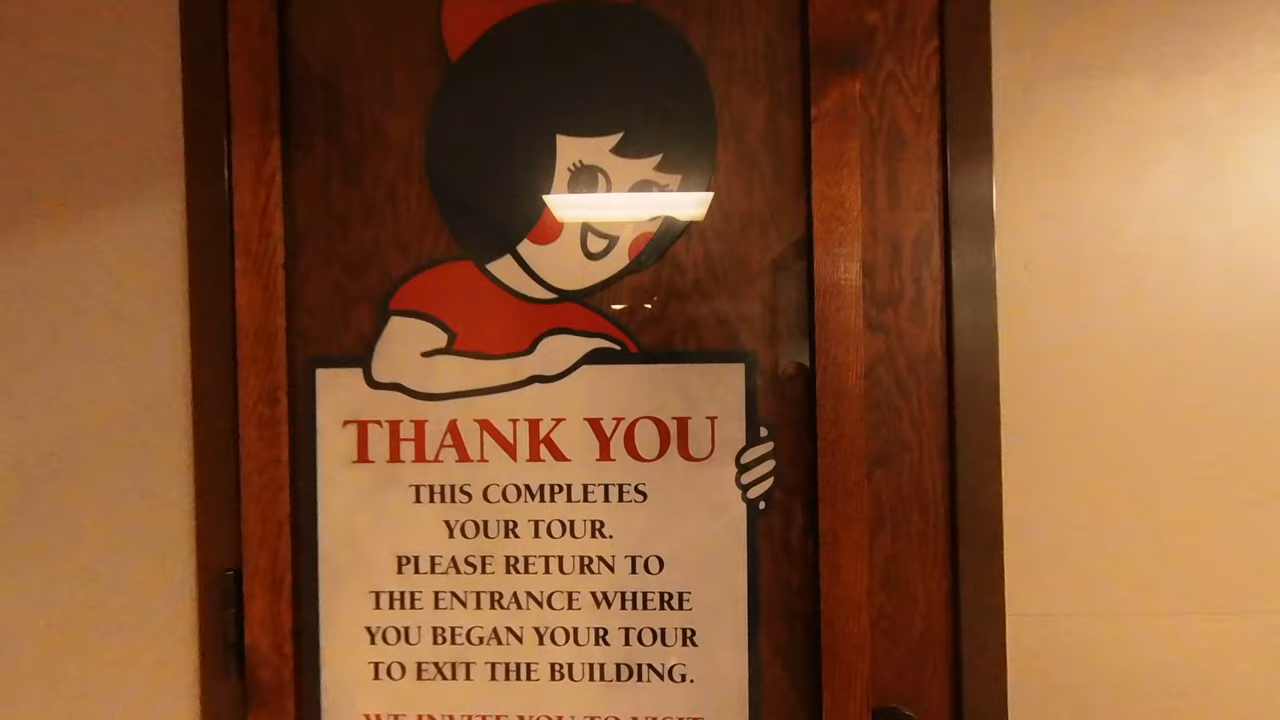 THANK YOU
THIS COMPLETES
YOUR TOUR.
PLEASE RETURN TO
THE ENTRANCE WHERE
YOU BEGAN YOUR TOUR
TO EXIT THE BUILDING.
WE INVITE YOU TO VISIT